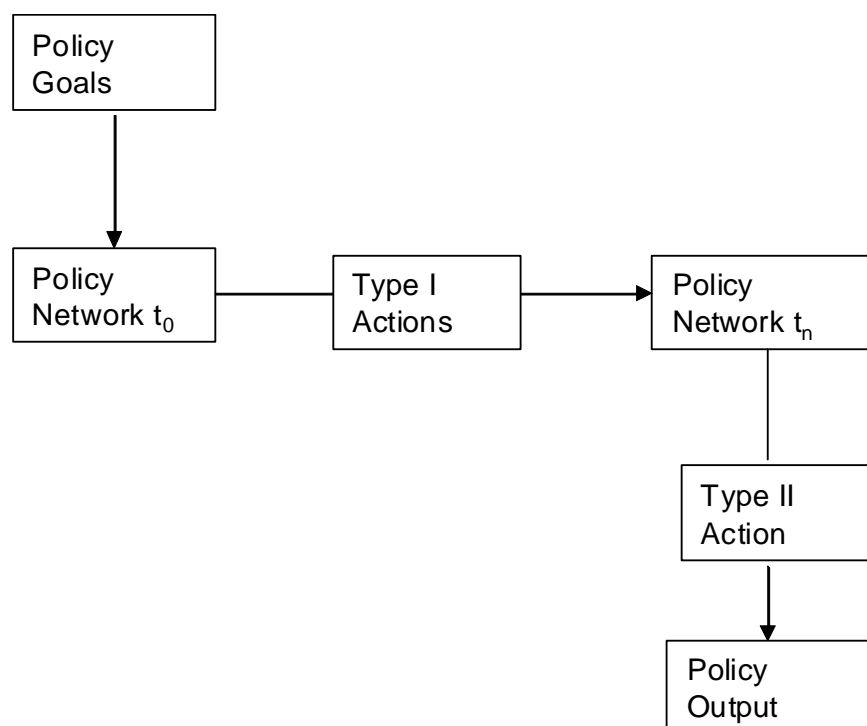 Policy
Goals
Policy
Network t₀
Type I
Actions
Policy
Network tₙ
Type II
Action
Policy
Output